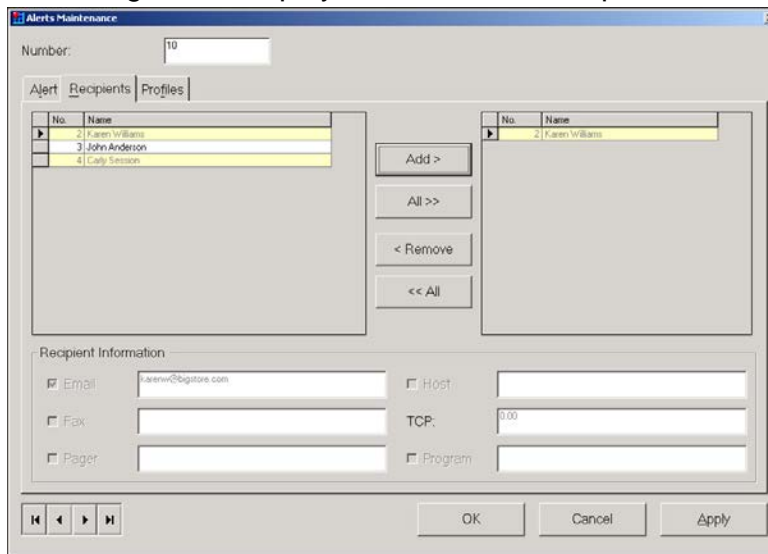 Alerts Maintenance
Number: 10
Alert Recipients Profiles
No. Name
2 Karen Williams
3 John Anderson
4 Carly Session
Add >
All >>
< Remove
<< All
No. Name
2 Karen Williams
Recipient Information
Email karenw@bigstore.com
Host
Fax
TCP: 0.00
Pager
Program
OK Cancel Apply